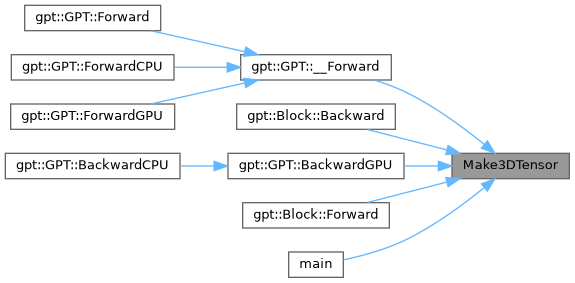 gpt::GPT::Forward
gpt::GPT::ForwardCPU
gpt::GPT::__Forward
gpt::GPT::ForwardGPU
gpt::Block::Backward
gpt::GPT::BackwardCPU
gpt::GPT::BackwardGPU
Make3DTensor
gpt::Block::Forward
main